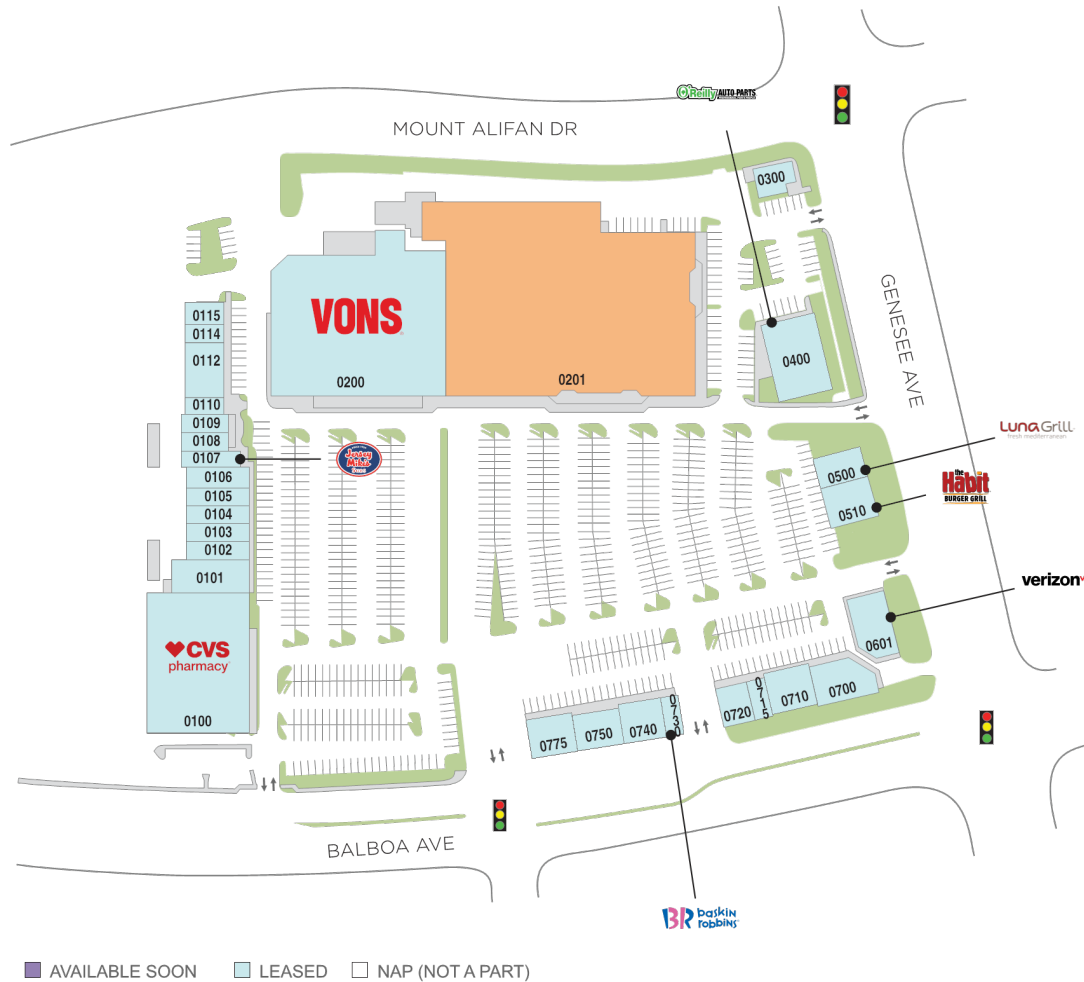 O'Reilly AUTO PARTS
MOUNT ALIFAN DR
0300
GENESEE AVE
VONS
0115
0114
0112
0110
0109
0108
0107
0106
0105
0104
0103
0102
0101
0200
0201
0400
Jersey
Mike's
Subs
LUNA Grill
fresh mediterranean
0500
the
Habit
BURGER GRILL
0510
verizon
0601
CVS
pharmacy
0100
0775
0750
0740
0730
0720
0715
0710
0700
BALBOA AVE
BR baskin
robbins
AVAILABLE SOON
LEASED
NAP (NOT A PART)